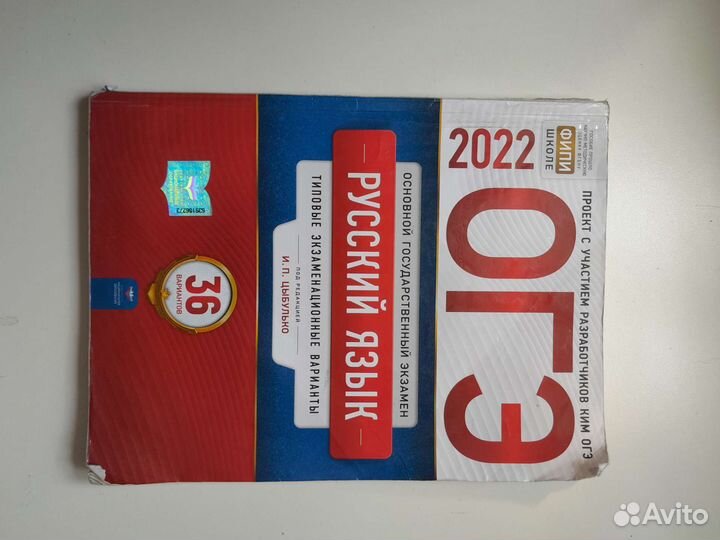 ПРОЕКТ С УЧАСТИЕМ РАЗРАБОТЧИКОВ КИМ ОГЭ
ФИПИ
ШКОЛЕ
2022
ОГЭ
ОСНОВНОЙ ГОСУДАРСТВЕННЫЙ ЭКЗАМЕН
РУССКИЙ ЯЗЫК
ТИПОВЫЕ ЭКЗАМЕНАЦИОННЫЕ ВАРИАНТЫ
ПОД РЕДАКЦИЕЙ
И. П. ЦЫБУЛЬКО
36
ВАРИАНТОВ
Avito